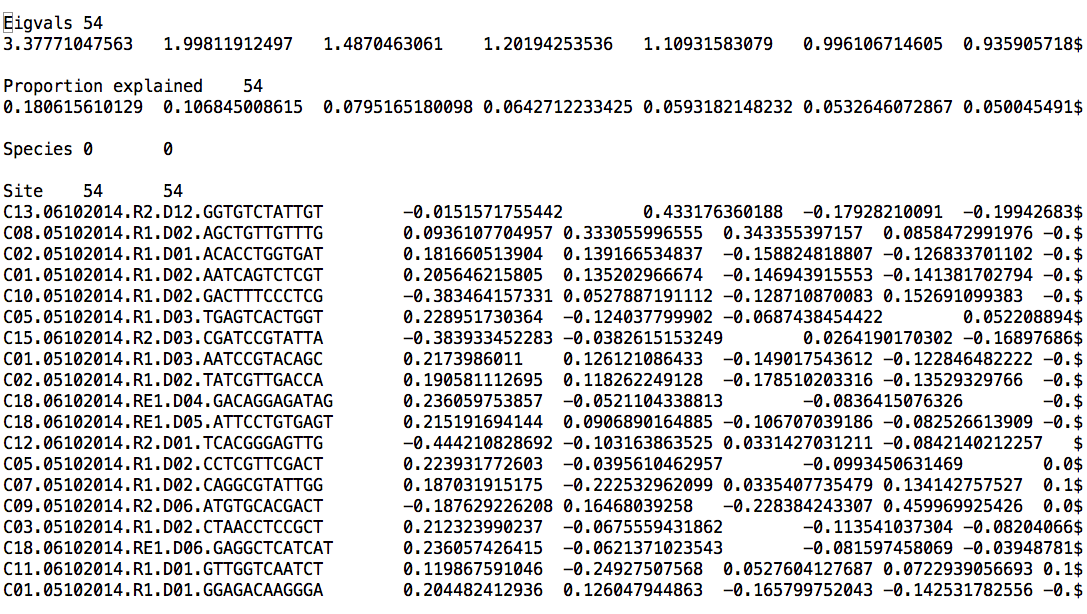 Eigvals 54
3.37771047563 1.99811912497 1.4870463061 1.20194253536 1.10931583079 0.996106714605 0.935905718$
Proportion explained 54
0.180615610129 0.106845008615 0.0795165180098 0.0642712233425 0.0593182148232 0.0532646072867 0.050045491$
Species 0 0
Site 54 54
C13.06102014.R2.D12.GGTGTCTATTGT -0.0151571755442 0.433176360188 -0.17928210091 -0.19942683$
C08.05102014.R1.D02.AGCTGTTGTTTG 0.0936107704957 0.333055996555 0.343355397157 0.0858472991976 -0.$
C02.05102014.R1.D01.ACACCTGGTGAT 0.181660513904 0.139166534837 -0.158824818807 -0.126833701102 -0.$
C01.05102014.R1.D01.AATCAGTCTCGT 0.205646215805 0.135202966674 -0.146943915553 -0.141381702794 -0.$
C10.05102014.R1.D02.GACTTTCCCTCG -0.383464157331 0.0527887191112 -0.128710870083 0.152691099383 -0.$
C05.05102014.R1.D03.TGAGTCACTGGT 0.228951730364 -0.124037799902 -0.0687438454422 0.052208894$
C15.06102014.R2.D03.CGATCCGTATTA -0.383933452283 -0.0382615153249 0.0264190170302 -0.16897686$
C01.05102014.R1.D03.AATCCGTACAGC 0.2173986011 0.126121086433 -0.149017543612 -0.122846482222 -0.$
C02.05102014.R1.D02.TATCGTTGACCA 0.190581112695 0.118262249128 -0.178510203316 -0.13529329766 -0.$
C18.06102014.RE1.D04.GACAGGAGATAG 0.236059753857 -0.0521104338813 -0.0836415076326 -0.$
C18.06102014.RE1.D05.ATTCCTGTGAGT 0.215191694144 0.0906890164885 -0.106707039186 -0.082526613909 -0.$
C12.06102014.R2.D01.TCACGGGAGTTG -0.444210828692 -0.103163863525 0.0331427031211 -0.0842140212257 $
C05.05102014.R1.D02.CCTCGTTCGACT 0.223931772603 -0.0395610462957 -0.0993450631469 0.0$
C07.05102014.R1.D02.CAGGCGTATTGG 0.187031915175 -0.222532962099 0.0335407735479 0.134142757527 0.1$
C09.05102014.R2.D06.ATGTGCACGACT -0.187629226208 0.16468039258 -0.228384243307 0.459969925426 0.0$
C03.05102014.R1.D02.CTAACCTCCGCT 0.212323990237 -0.0675559431862 -0.113541037304 -0.08204066$
C18.06102014.RE1.D06.GAGGCTCATCAT 0.236057426415 -0.0621371023543 -0.081597458069 -0.03948781$
C11.06102014.R1.D01.GTTGGTCAATCT 0.119867591046 -0.24927507568 0.0527604127687 0.0722939056693 0.1$
C01.05102014.R1.D02.GGAGACAAGGGA 0.204482412936 0.126047944863 -0.165799752043 -0.142531782556 -0.$